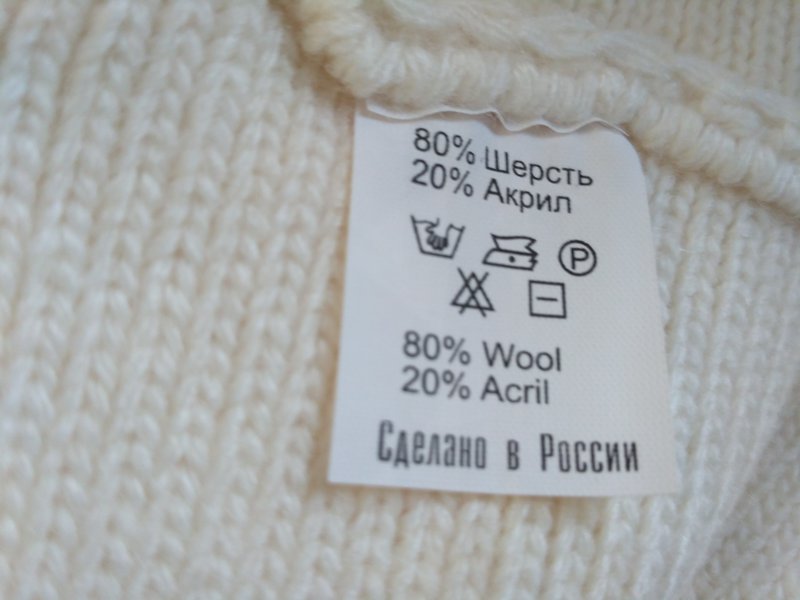 80% Шерсть
20% Акрил
P
80% Wool
20% Acril
Сделано в России